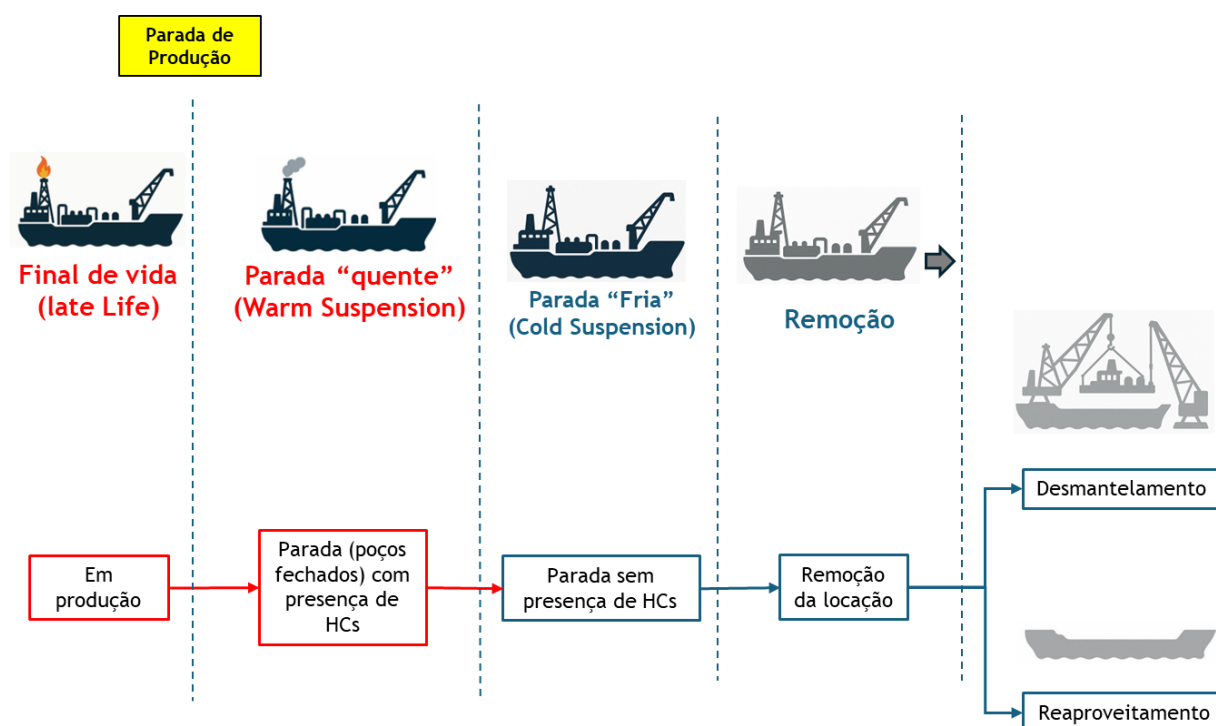 Parada de
Produção
Final de vida
(late Life)
Parada “quente”
(Warm Suspension)
Parada “Fria”
(Cold Suspension)
Remoção
Desmantelamento
Em
produção
Parada (poços
fechados) com
presença de
HCs
Parada sem
presença de HCs
Remoção
da locação
Reaproveitamento